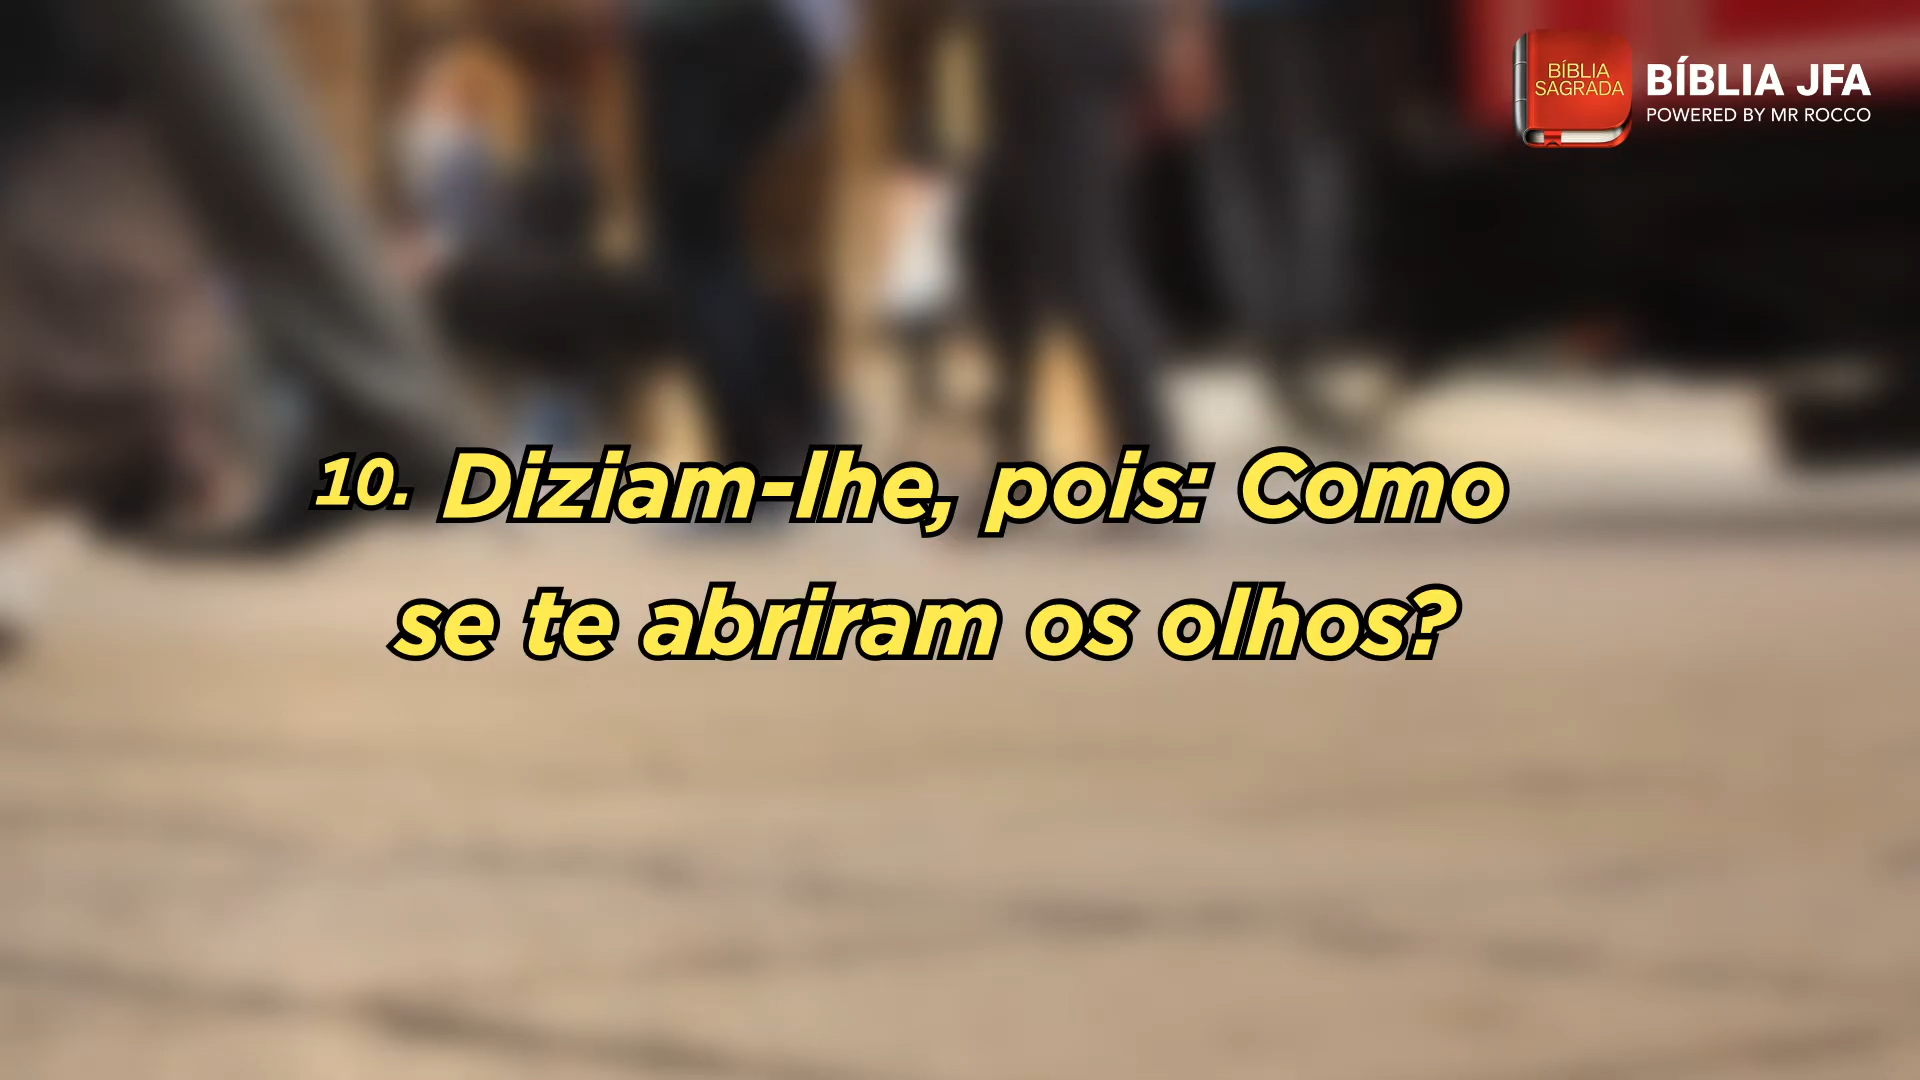 BÍBLIA
SAGRADA
BÍBLIA JFA
POWERED BY MR ROCCO
10. Diziam-lhe, pois: Como
se te abriram os olhos?